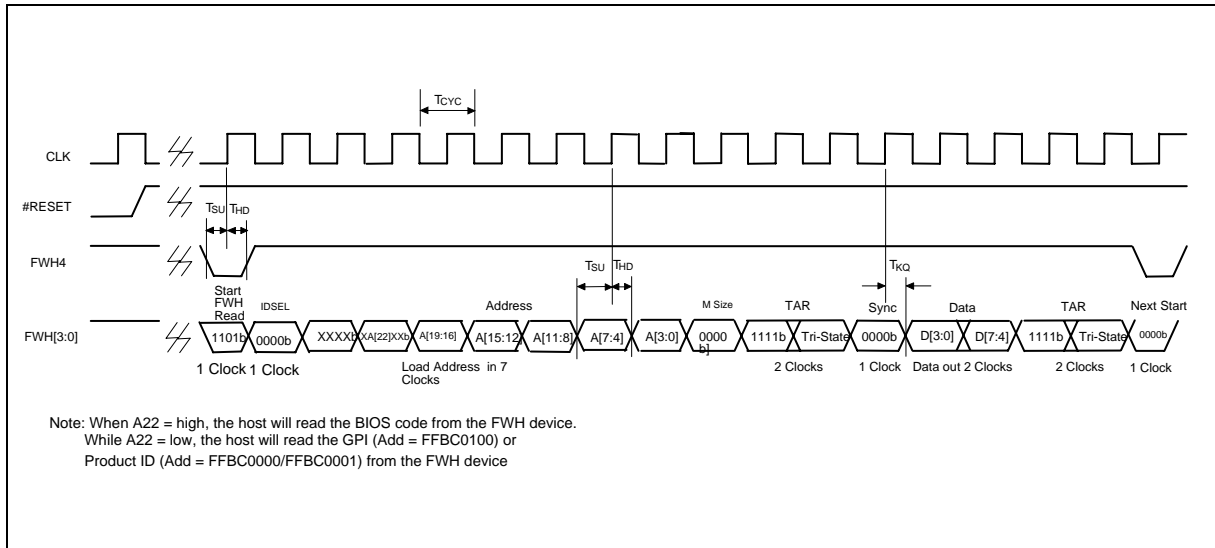 TCYC
CLK
#RESET
TSU THD
FWH4
TSU THD
TKQ
Start
FWH
Read
IDSEL
Address
M Size
TAR
Sync
Data
TAR
Next Start
FWH[3:0]
1101b 0000b XXXXb XA[22]XXb A[19:16] A[15:12] A[11:8] A[7:4] A[3:0] 0000 1111b Tri-State 0000b D[3:0] D[7:4] 1111b Tri-State 0000b
b]
1 Clock 1 Clock Load Address in 7 2 Clocks 1 Clock Data out 2 Clocks 2 Clocks 1 Clock
Clocks
Note: When A22 = high, the host will read the BIOS code from the FWH device.
While A22 = low, the host will read the GPI (Add = FFBC0100) or
Product ID (Add = FFBC0000/FFBC0001) from the FWH device